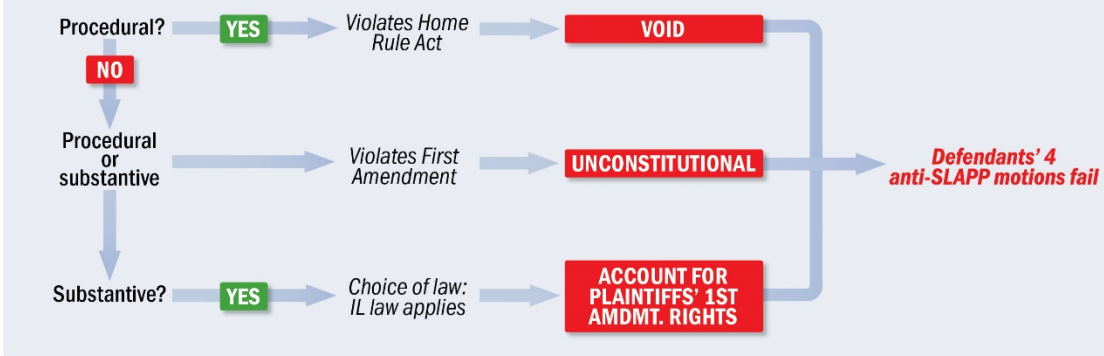 Procedural?
YES
Violates Home
Rule Act
VOID
NO
Procedural
or
substantive
Violates First
Amendment
UNCONSTITUTIONAL
Defendants’ 4
anti-SLAPP motions fail
Substantive?
YES
Choice of law:
IL law applies
ACCOUNT FOR
PLAINTIFFS’ 1ST
AMDMT. RIGHTS